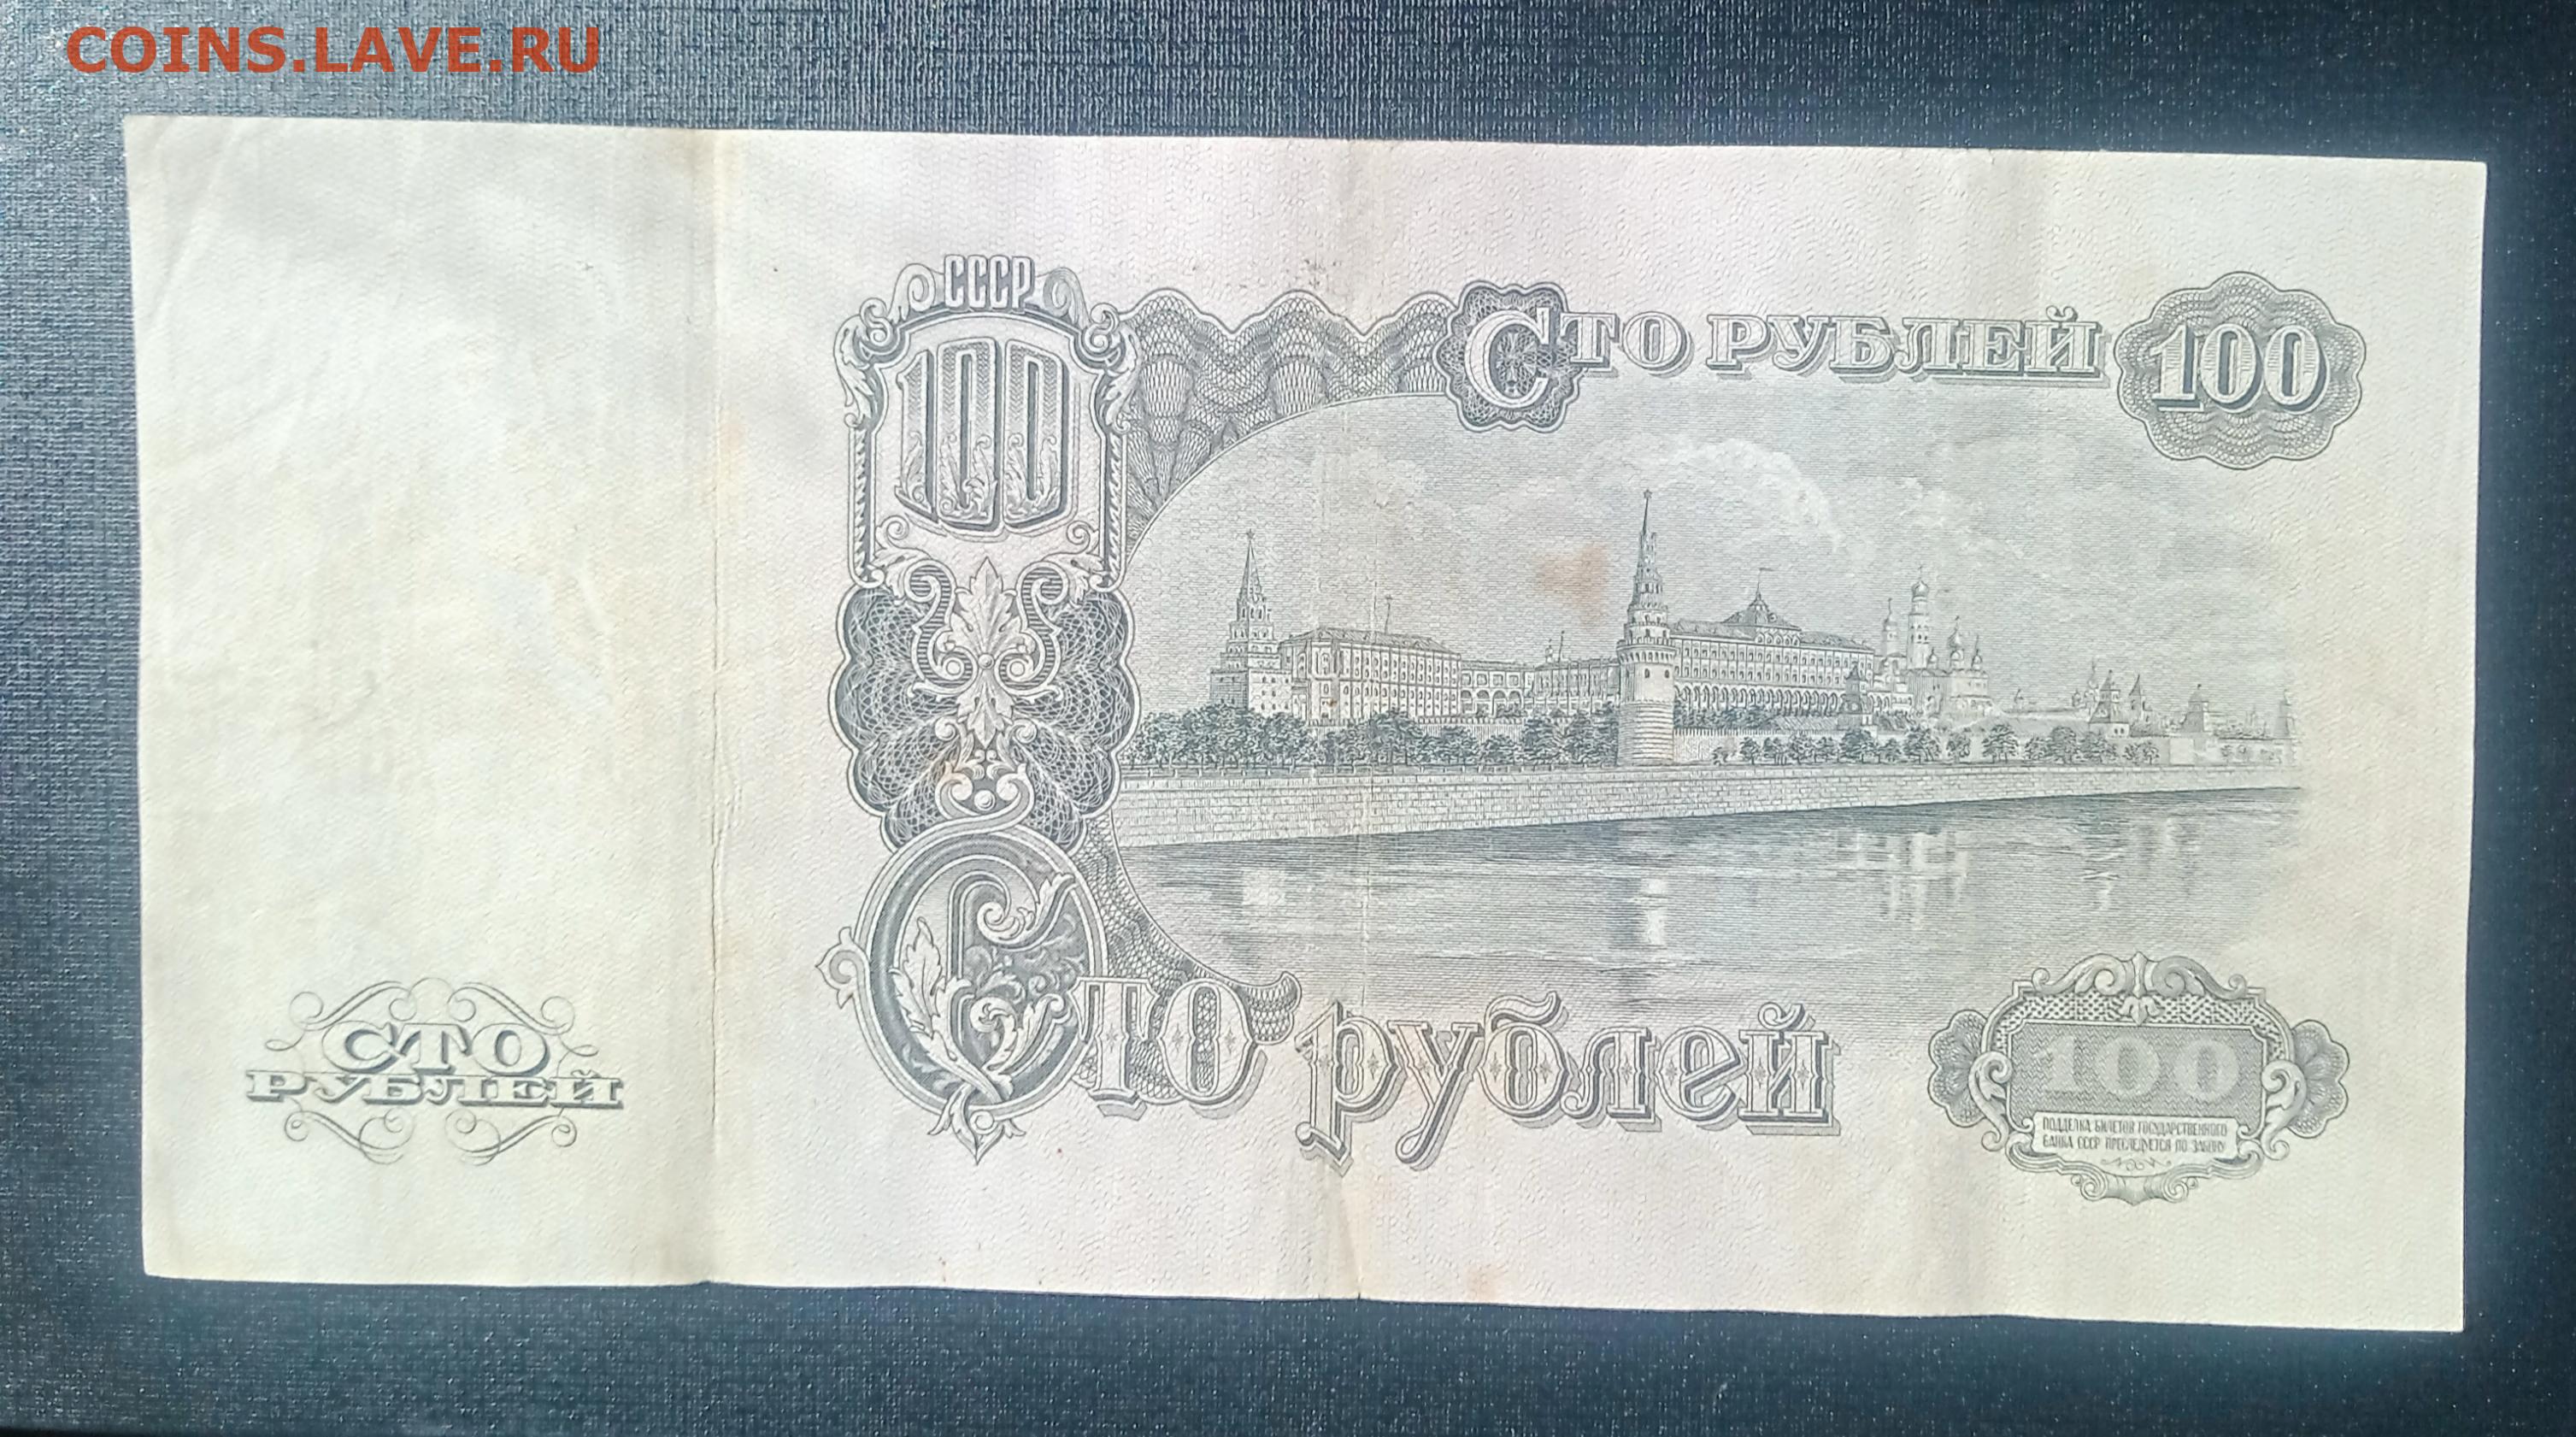 COINS.LAVE.RU
СССР
100
Сто рублей
100
Сто рублей
100
ПОДДЕЛКА БИЛЕТОВ ГОСУДАРСТВЕННОГО
БАНКА СССР ПРЕСЛЕДУЕТСЯ ПО ЗАКОНУ
СТО
РУБЛЕЙ